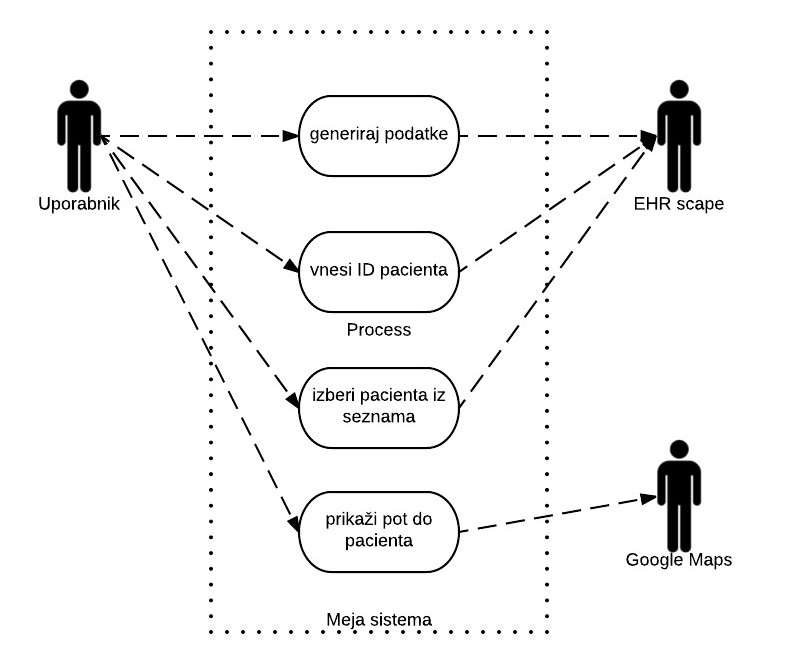 generiraj podatke
Uporabnik
EHR scape
vnesi ID pacienta
Process
izberi pacienta iz
seznama
prikaži pot do
pacienta
Google Maps
Meja sistema